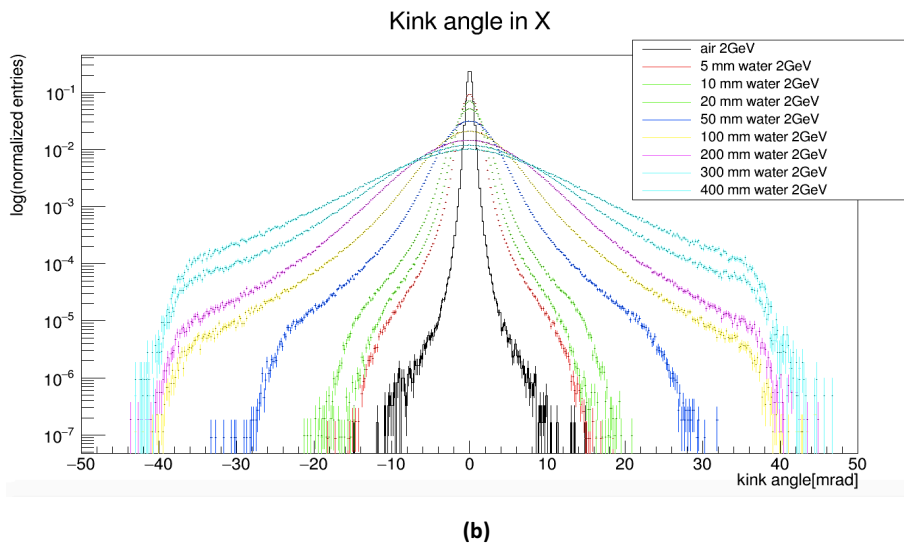 Kink angle in X
log(normalized entries)
air 2GeV
5 mm water 2GeV
10 mm water 2GeV
20 mm water 2GeV
50 mm water 2GeV
100 mm water 2GeV
200 mm water 2GeV
300 mm water 2GeV
400 mm water 2GeV
10⁻¹
10⁻²
10⁻³
10⁻⁴
10⁻⁵
10⁻⁶
10⁻⁷
−50 −40 −30 −20 −10 0 10 20 30 40 50
kink angle[mrad]
(b)